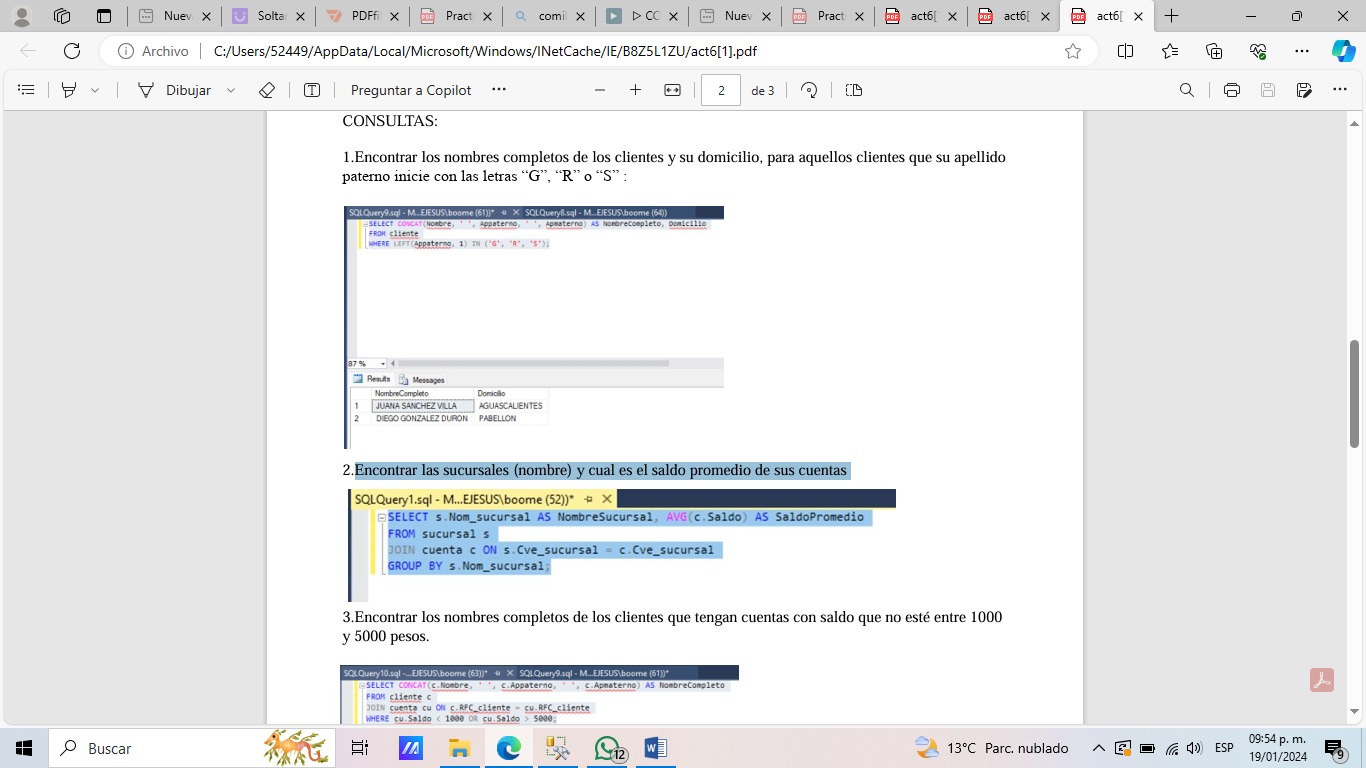 Nueva
Soltar
PDFfi
Pract
comil
▷ CC
Nuev
Pract
act6[
act6[
act6[
Archivo
C:/Users/52449/AppData/Local/Microsoft/Windows/INetCache/IE/B8Z5L1ZU/act6[1].pdf
Dibujar
Preguntar a Copilot
2
de 3
CONSULTAS:
1.Encontrar los nombres completos de los clientes y su domicilio, para aquellos clientes que su apellido
paterno inicie con las letras “G”, “R” o “S” :
SQLQuery9.sql - M...EJESUS\boome (61))* SQLQuery8.sql - M...EJESUS\boome (64))
SELECT CONCAT(Nombre, ' ', Appaterno, ' ', Apmaterno) AS NombreCompleto, Domicilio
FROM cliente
WHERE LEFT(Appaterno, 1) IN ('G', 'R', 'S');
87 %
Results Messages
NombreCompleto Domicilio
1 JUANA SANCHEZ VILLA AGUASCALIENTES
2 DIEGO GONZALEZ DURON PABELLON
2.Encontrar las sucursales (nombre) y cual es el saldo promedio de sus cuentas
SQLQuery1.sql - M...EJESUS\boome (52))*
SELECT s.Nom_sucursal AS NombreSucursal, AVG(c.Saldo) AS SaldoPromedio
FROM sucursal s
JOIN cuenta c ON s.Cve_sucursal = c.Cve_sucursal
GROUP BY s.Nom_sucursal;
3.Encontrar los nombres completos de los clientes que tengan cuentas con saldo que no esté entre 1000
y 5000 pesos.
SQLQuery10.sql -...EJESUS\boome (63))* SQLQuery9.sql - M...EJESUS\boome (61))*
SELECT CONCAT(c.Nombre, ' ', c.Appaterno, ' ', c.Apmaterno) AS NombreCompleto
FROM cliente c
JOIN cuenta cu ON c.RFC_cliente = cu.RFC_cliente
WHERE cu.Saldo < 1000 OR cu.Saldo > 5000;
Buscar
12
13°C Parc. nublado
ESP
09:54 p. m.
19/01/2024
9